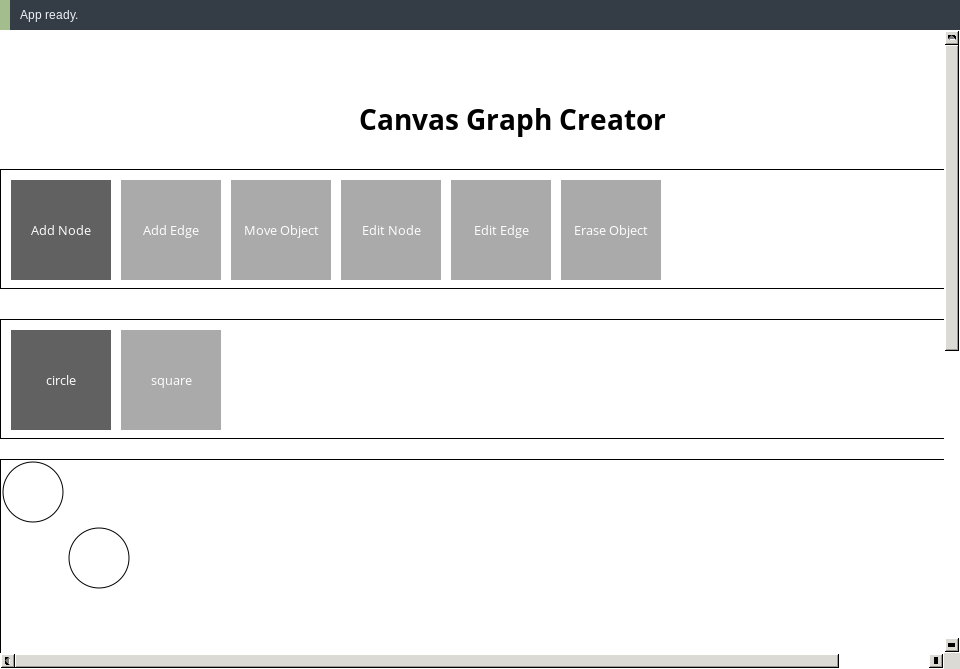 App ready.
Canvas Graph Creator
Add Node Add Edge Move Object Edit Node Edit Edge Erase Object
circle square